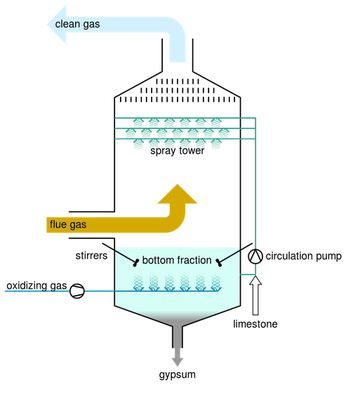 clean gas
spray tower
flue gas
stirrers
bottom fraction
circulation pump
oxidizing gas
limestone
gypsum